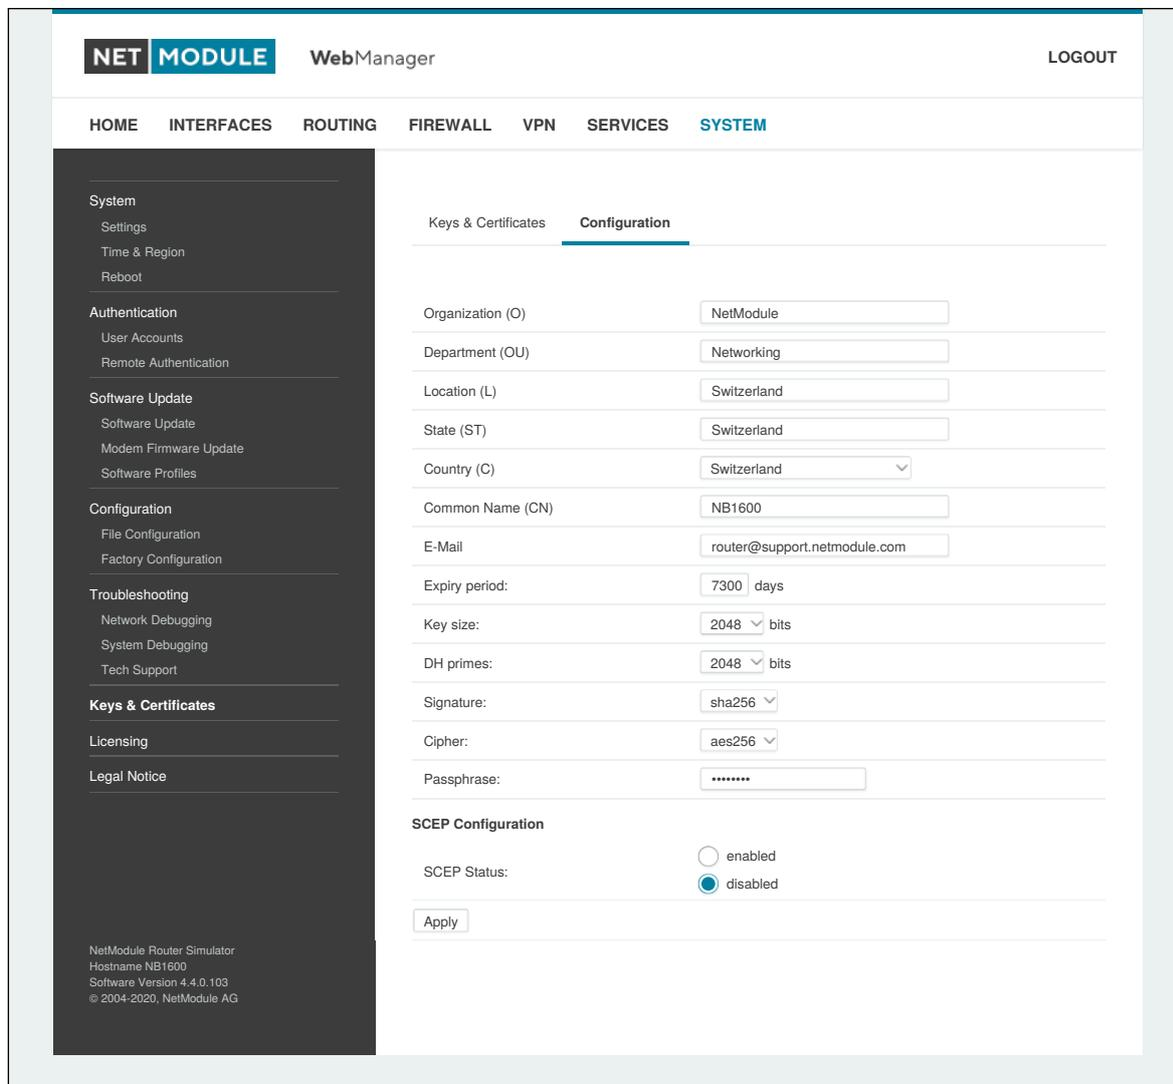 NET MODULE WebManager LOGOUT
HOME INTERFACES ROUTING FIREWALL VPN SERVICES SYSTEM
System
Settings
Time & Region
Reboot
Authentication
User Accounts
Remote Authentication
Software Update
Software Update
Modem Firmware Update
Software Profiles
Configuration
File Configuration
Factory Configuration
Troubleshooting
Network Debugging
System Debugging
Tech Support
Keys & Certificates
Licensing
Legal Notice
NetModule Router Simulator
Hostname NB1600
Software Version 4.4.0.103
© 2004-2020, NetModule AG
Keys & Certificates Configuration
Organization (O) NetModule
Department (OU) Networking
Location (L) Switzerland
State (ST) Switzerland
Country (C) Switzerland
Common Name (CN) NB1600
E-Mail router@support.netmodule.com
Expiry period: 7300 days
Key size: 2048 bits
DH primes: 2048 bits
Signature: sha256
Cipher: aes256
Passphrase: ••••••••
SCEP Configuration
SCEP Status: enabled
disabled
Apply